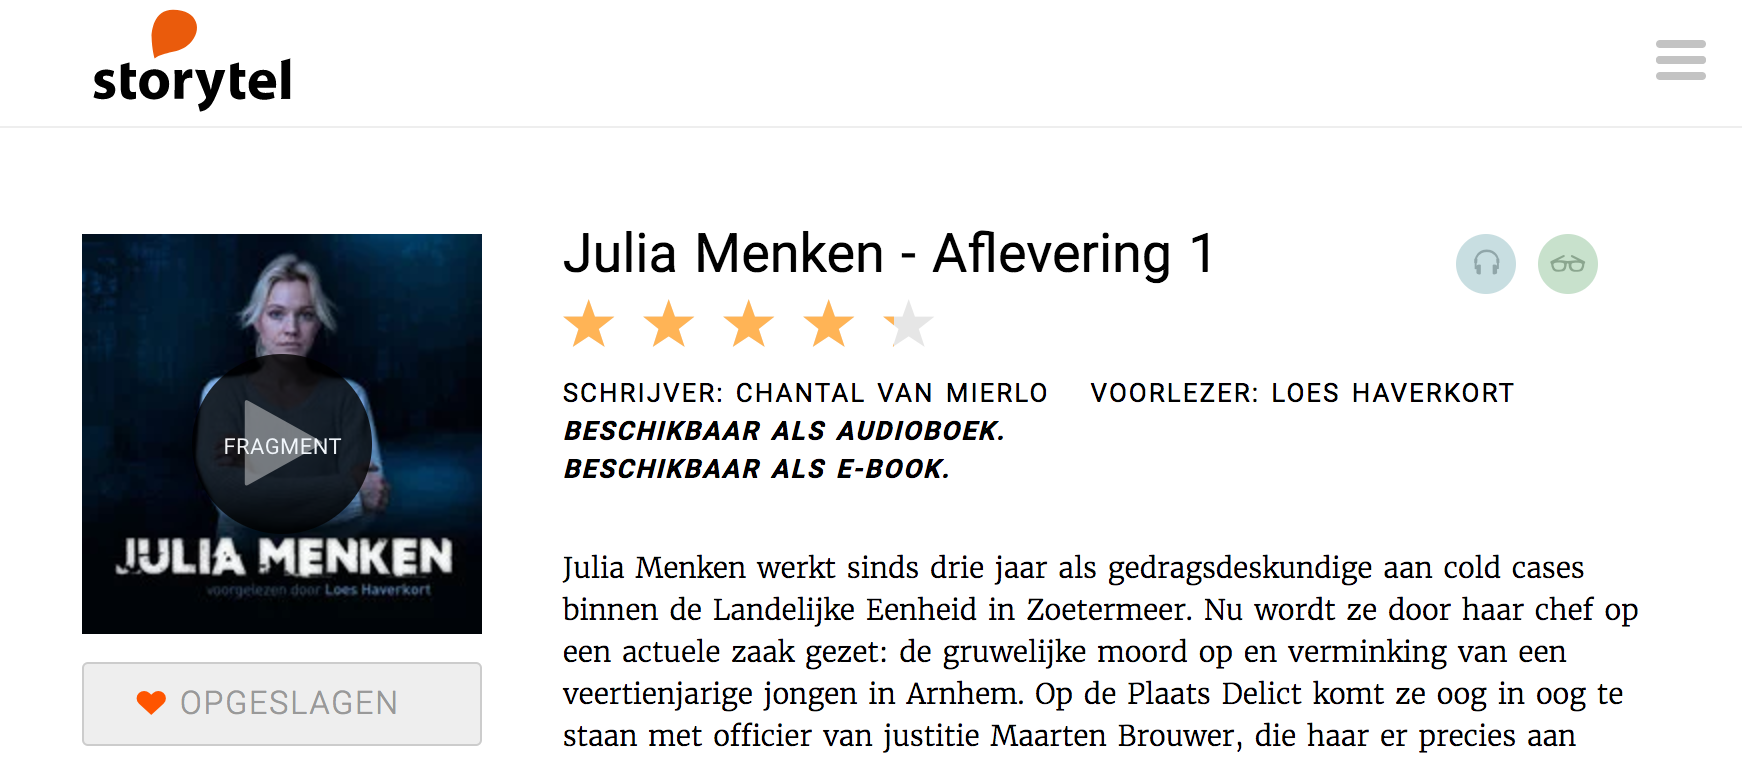 storytel
Julia Menken - Aflevering 1
SCHRIJVER: CHANTAL VAN MIERLO VOORLEZER: LOES HAVERKORT
BESCHIKBAAR ALS AUDIOBOEK.
BESCHIKBAAR ALS E-BOOK.
FRAGMENT
JULIA MENKEN
voorgelezen door Loes Haverkort
OPGESLAGEN
Julia Menken werkt sinds drie jaar als gedragsdeskundige aan cold cases
binnen de Landelijke Eenheid in Zoetermeer. Nu wordt ze door haar chef op
een actuele zaak gezet: de gruwelijke moord op en verminking van een
veertienjarige jongen in Arnhem. Op de Plaats Delict komt ze oog in oog te
staan met officier van justitie Maarten Brouwer, die haar er precies aan